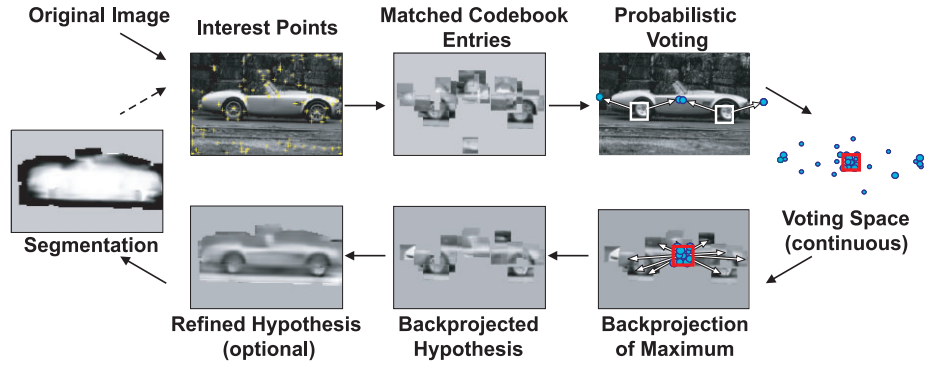 Original Image
Interest Points
Matched Codebook
Entries
Probabilistic
Voting
Voting Space
(continuous)
Segmentation
Refined Hypothesis
(optional)
Backprojected
Hypothesis
Backprojection
of Maximum